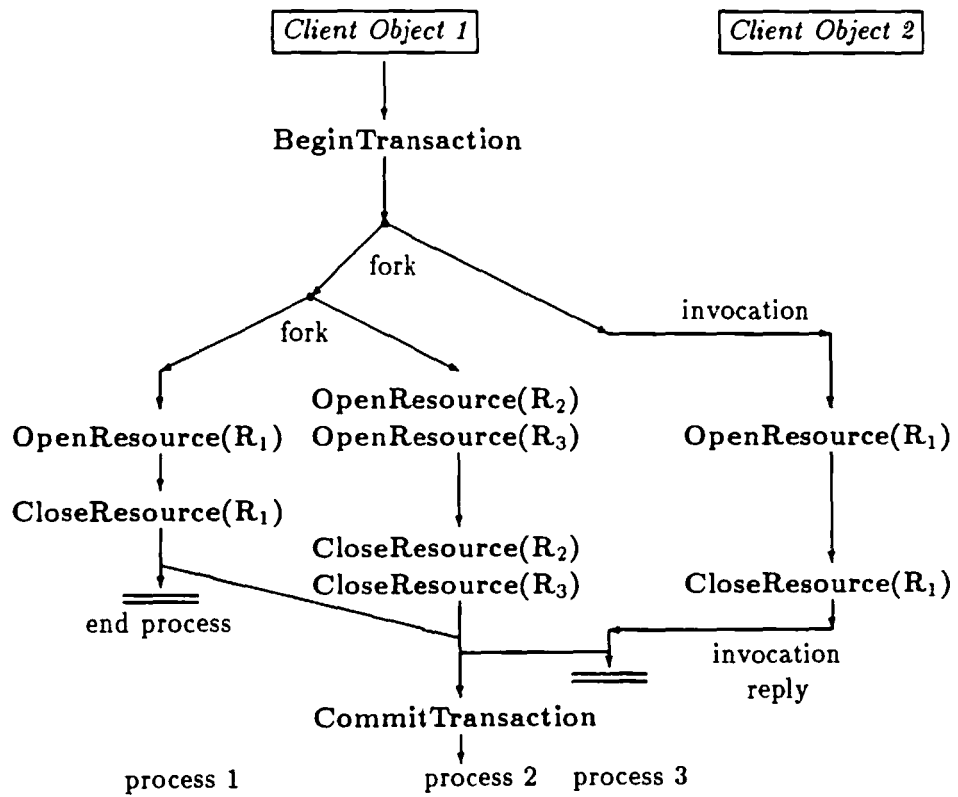 Client Object 1
Client Object 2
BeginTransaction
fork
invocation
fork
OpenResource(R₂)
OpenResource(R₁)
OpenResource(R₃)
OpenResource(R₁)
CloseResource(R₁)
CloseResource(R₂)
CloseResource(R₃)
CloseResource(R₁)
end process
invocation
reply
CommitTransaction
process 1
process 2
process 3